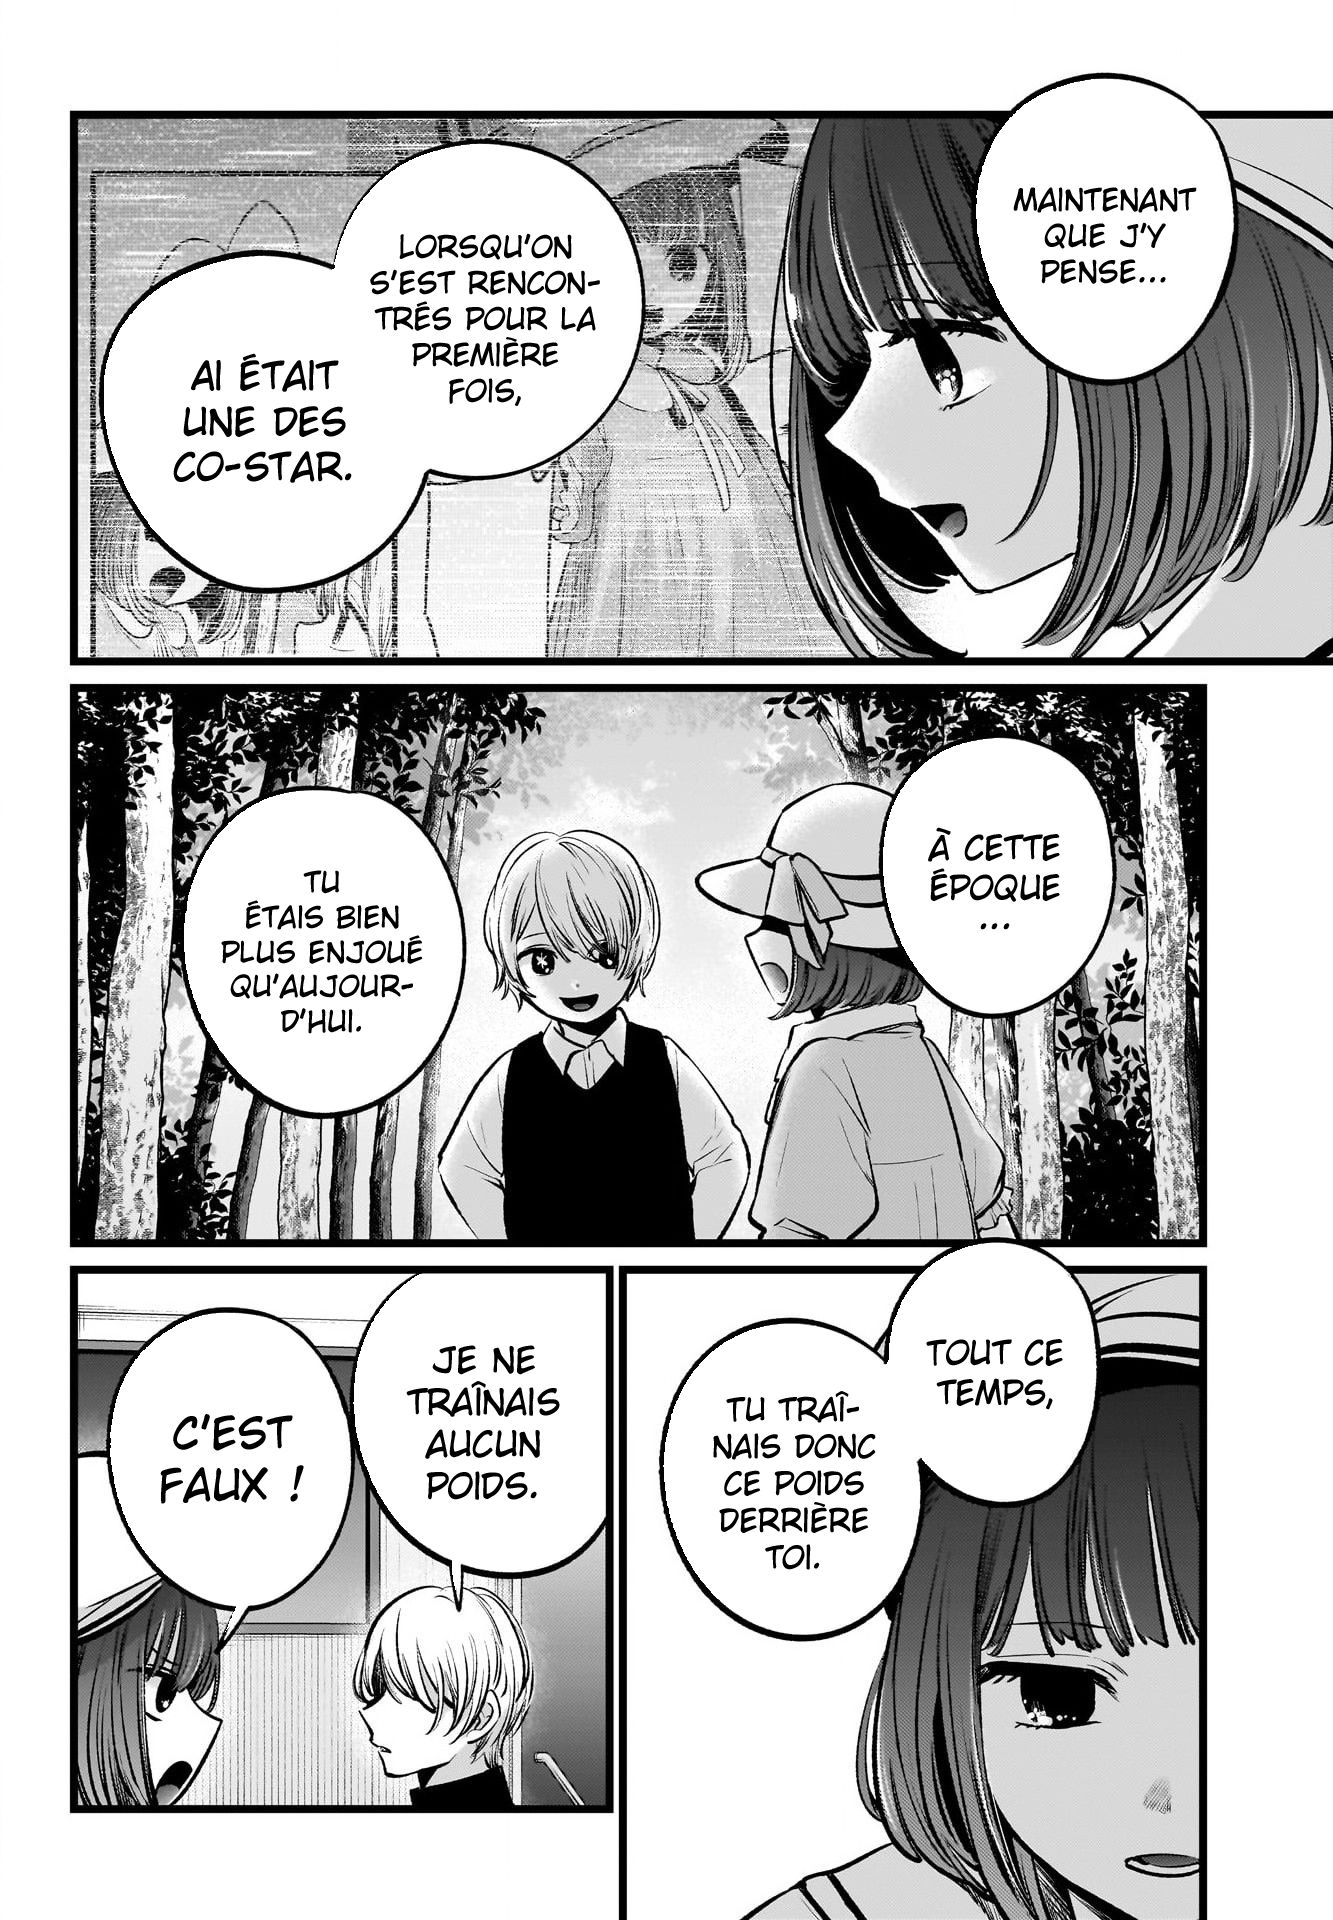 MAINTENANT
QUE J'Y
PENSE...
LORSQU'ON
S'EST RENCON-
TRÉS POUR LA
PREMIÈRE
FOIS,
AI ÉTAIT
UNE DES
CO-STAR.
À CETTE
ÉPOQUE
...
TU
ÉTAIS BIEN
PLUS ENJOUÉ
QU'AUJOUR-
D'HUI.
TOUT CE
TEMPS,
TU TRAÎ-
NAIS DONC
CE POIDS
DERRIÈRE
TOI.
JE NE
TRAÎNAIS
AUCUN
POIDS.
C'EST
FAUX !